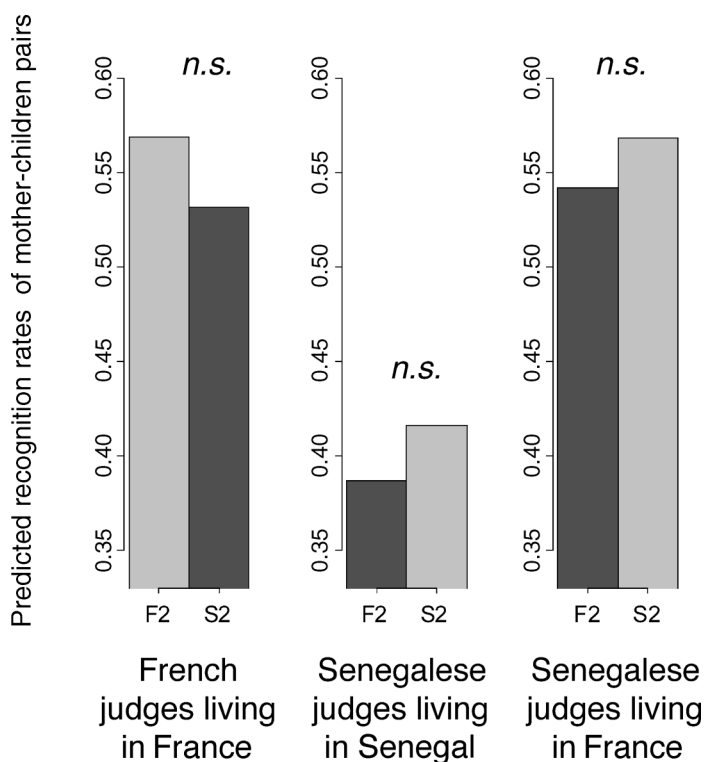 Predicted recognition rates of mother-children pairs
n.s.
0.60
0.55
0.50
0.45
0.40
0.35
F2 S2
French
judges living
in France
n.s.
0.60
0.55
0.50
0.45
0.40
0.35
F2 S2
Senegalese
judges living
in Senegal
n.s.
0.60
0.55
0.50
0.45
0.40
0.35
F2 S2
Senegalese
judges living
in France